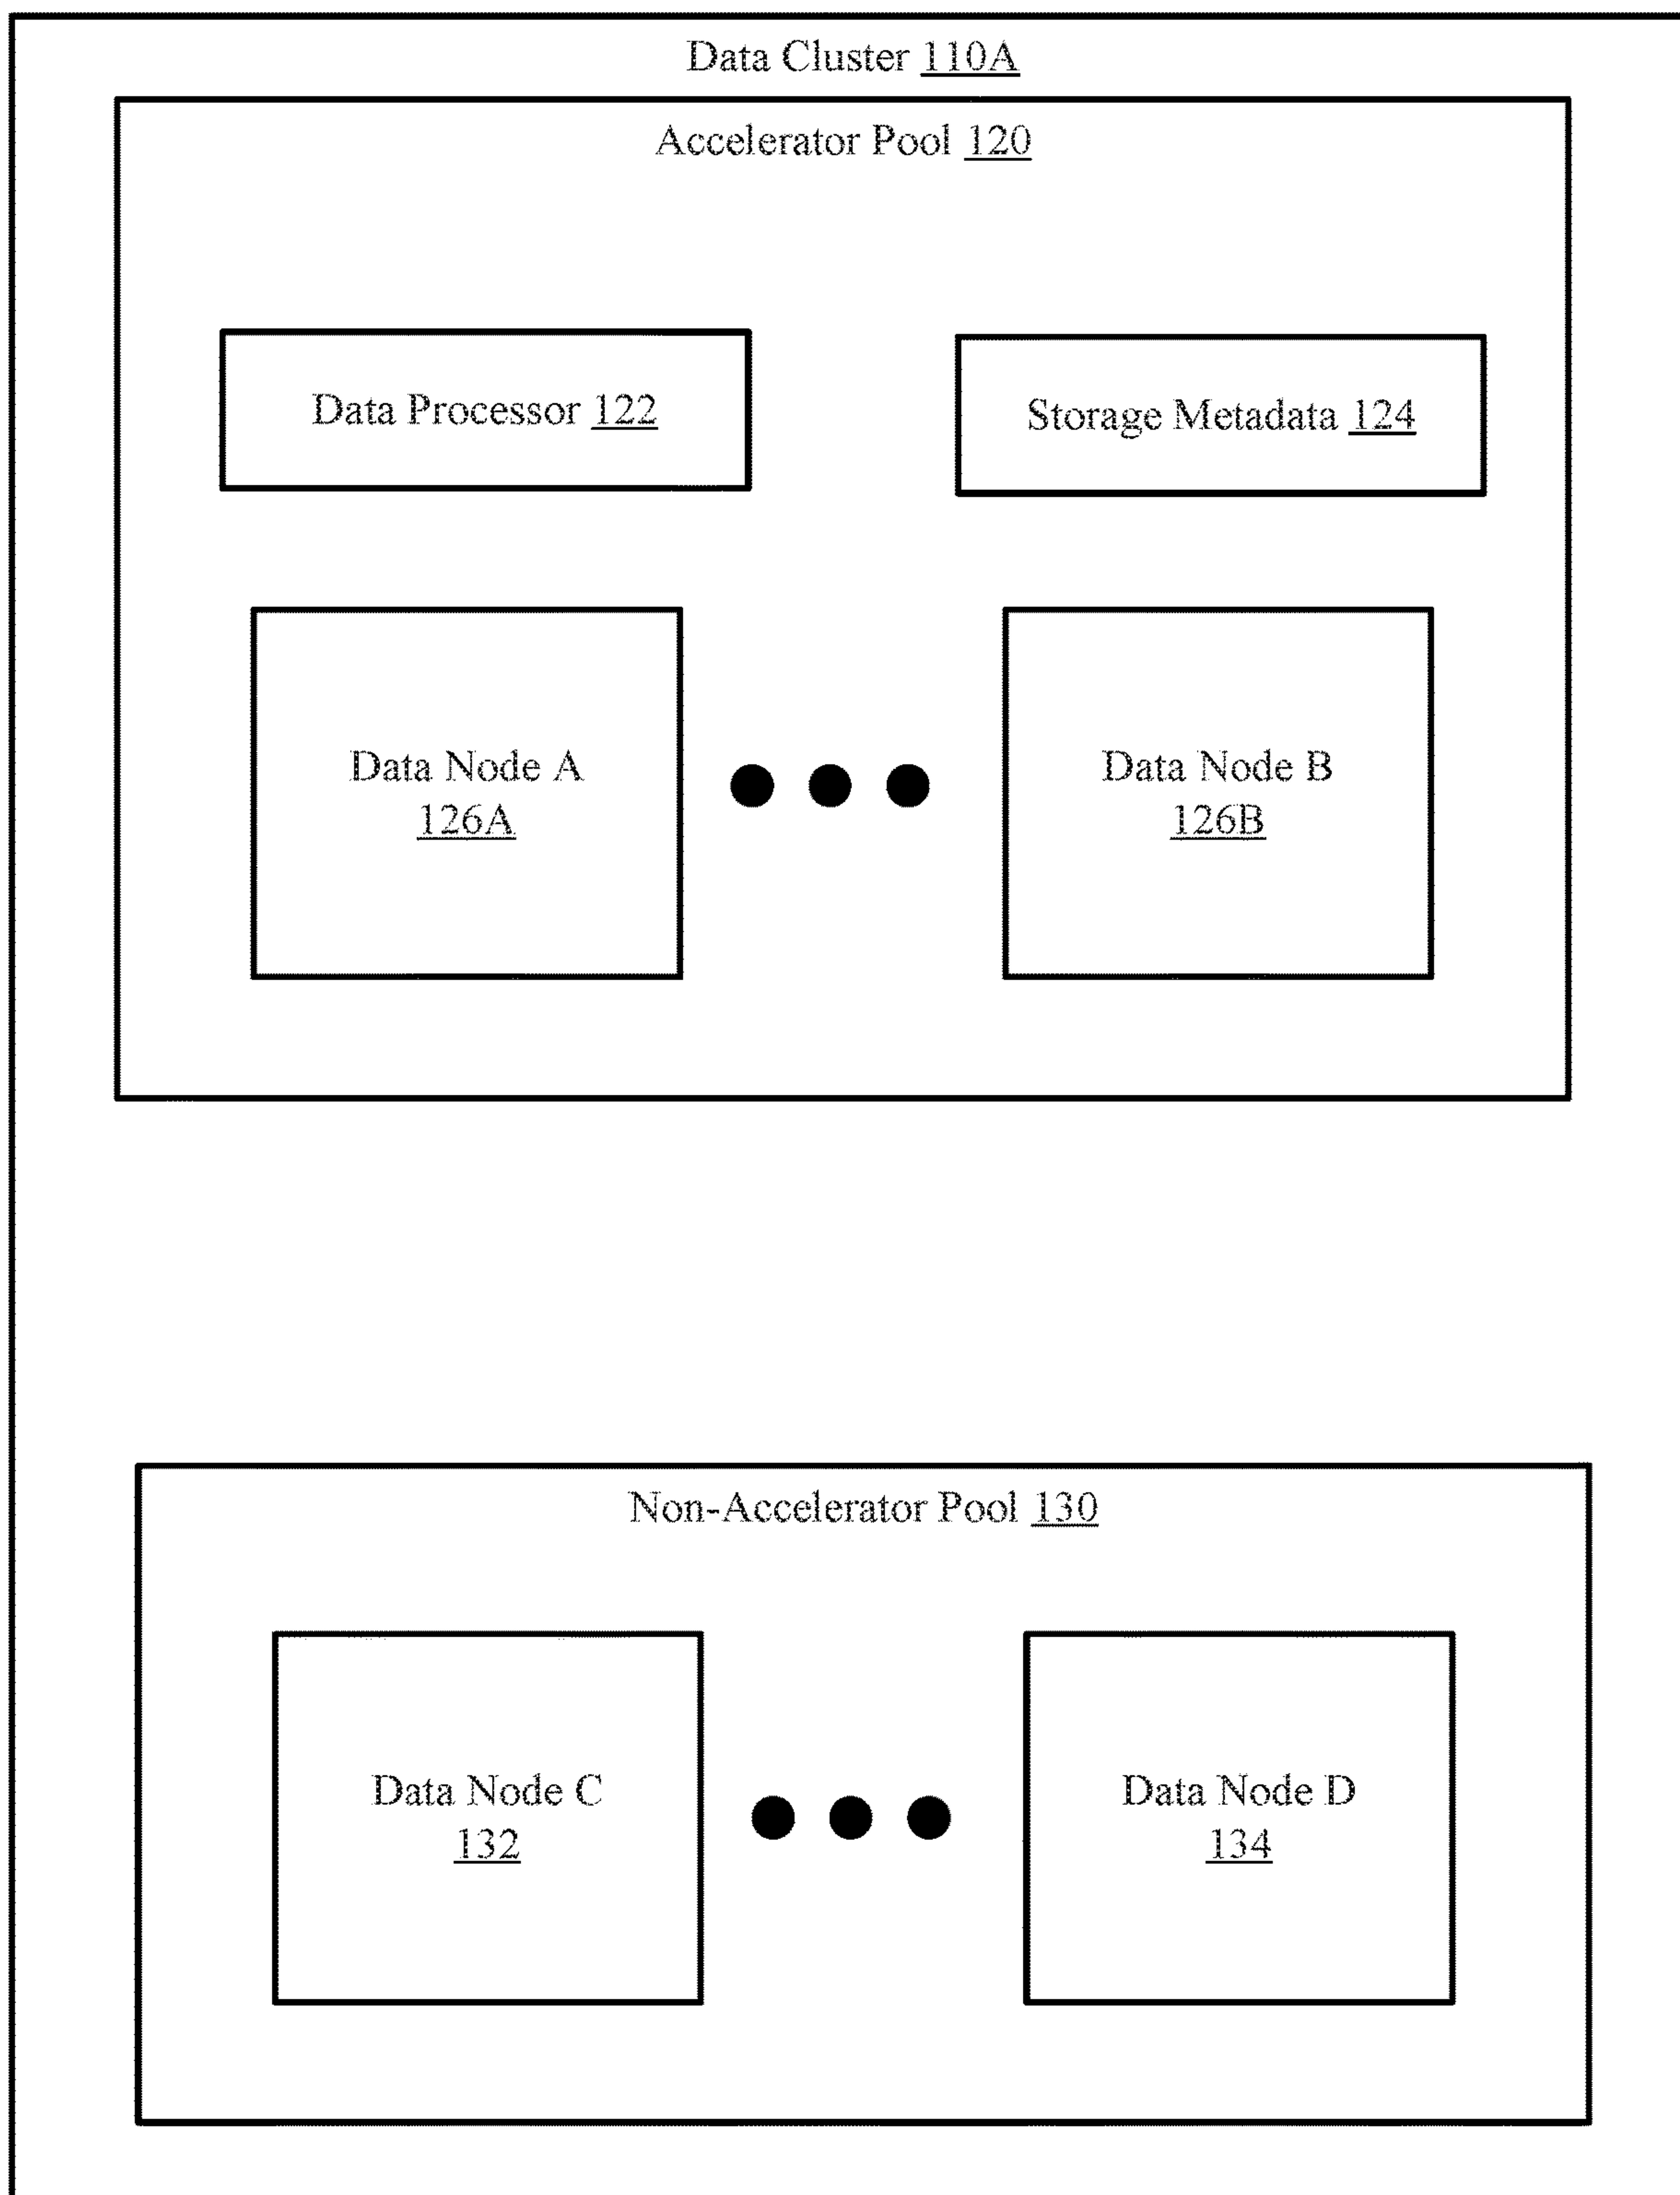 Data Cluster 110A
Accelerator Pool 120
Data Processor 122
Storage Metadata 124
Data Node A
126A
Data Node B
126B
Non-Accelerator Pool 130
Data Node C
132
Data Node D
134